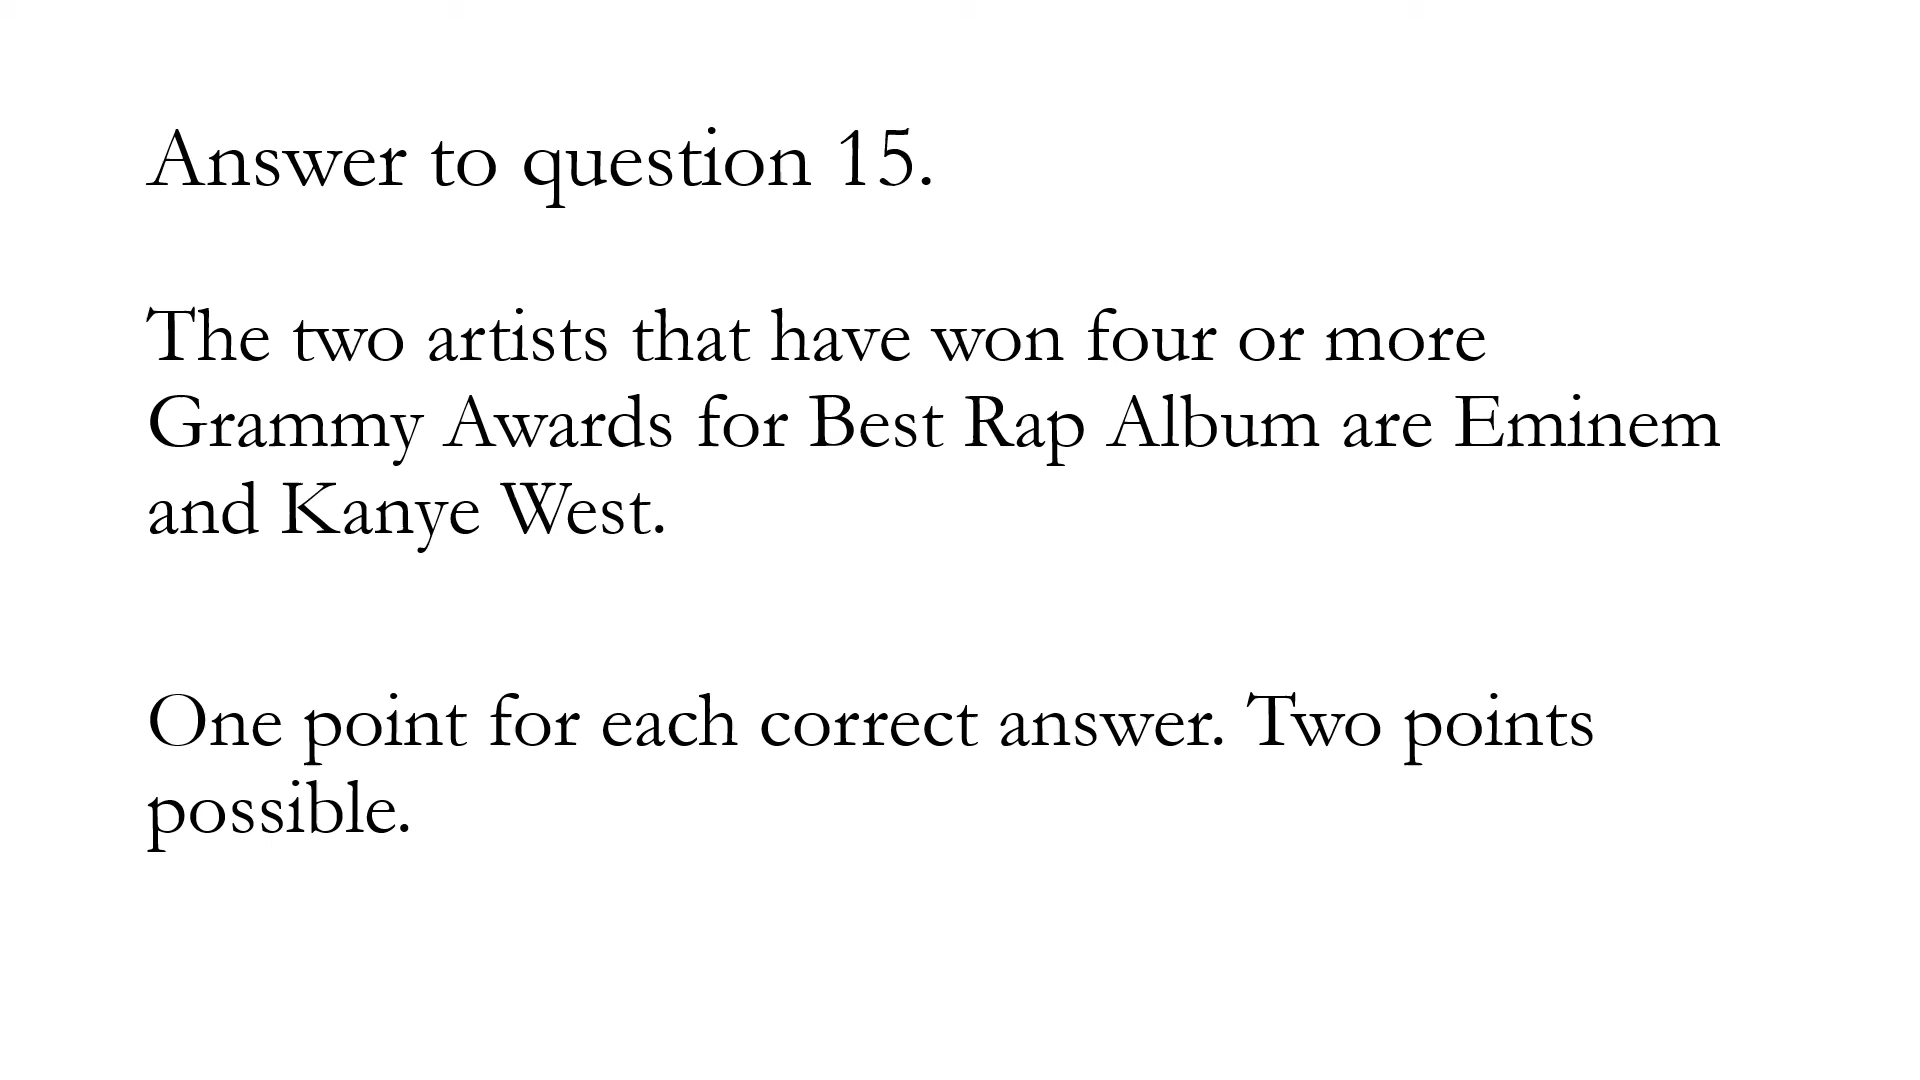 Answer to question 15.
The two artists that have won four or more
Grammy Awards for Best Rap Album are Eminem
and Kanye West.
One point for each correct answer. Two points
possible.